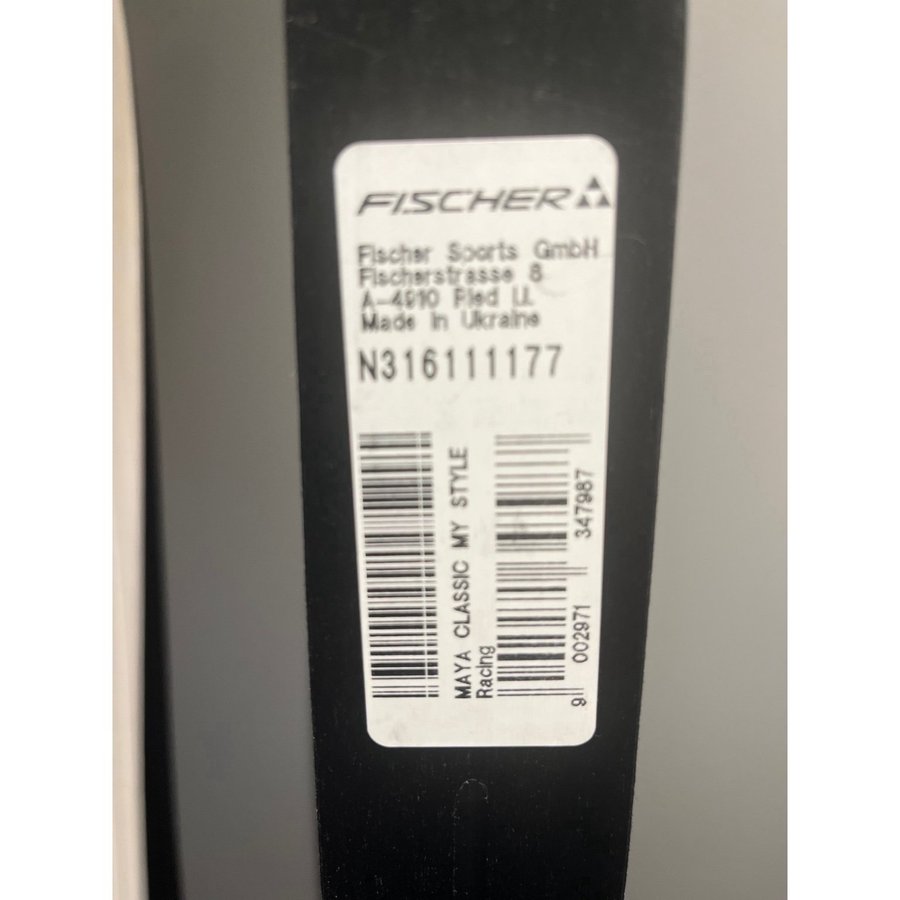 FISCHER
Fischer Sports GmbH
Fischerstrasse 8
A-4910 Ried I.I.
Made in Ukraine
N316111177
MAYA CLASSIC MY STYLE
Racing
9 002971 347987